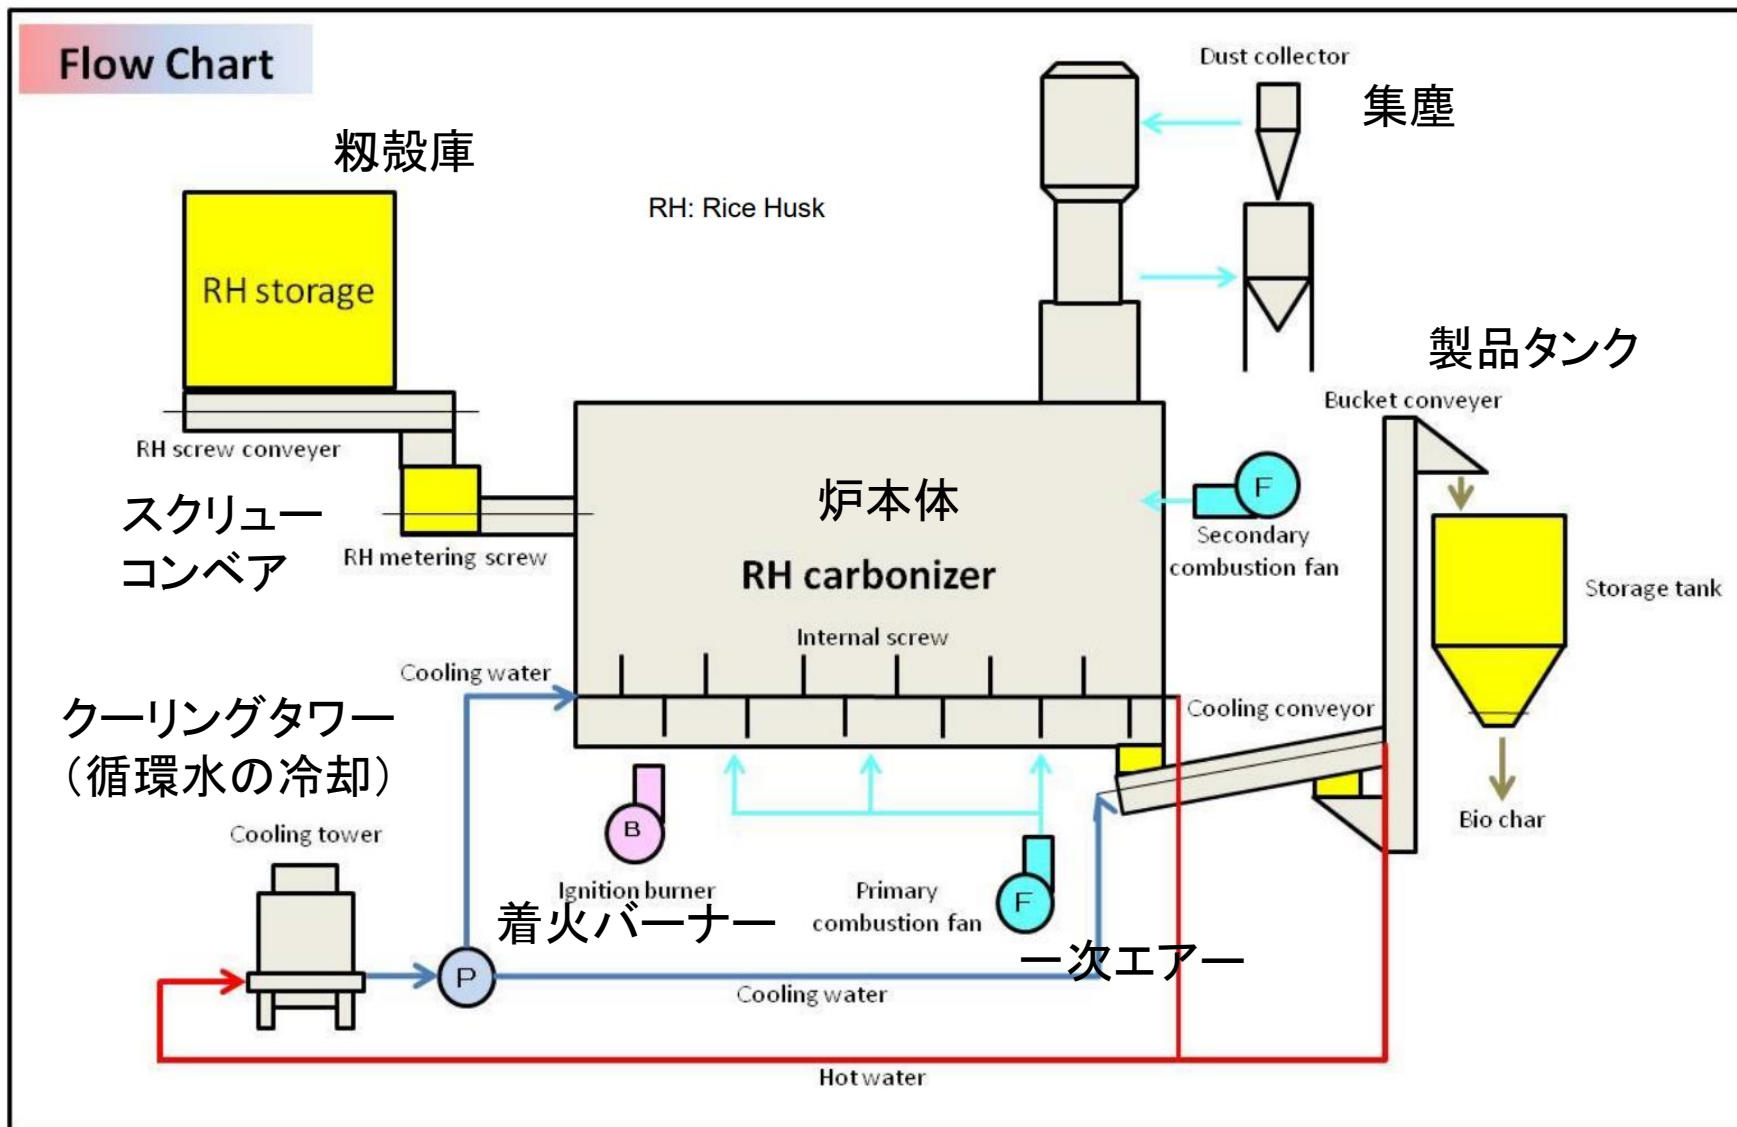 Flow Chart
Dust collector
集塵
籾殻庫
RH: Rice Husk
RH storage
製品タンク
Bucket conveyer
RH screw conveyer
スクリュー
コンベア
RH metering screw
炉本体
RH carbonizer
F
Secondary
combustion fan
Storage tank
Internal screw
Cooling water
Cooling conveyor
クーリングタワー
（循環水の冷却）
Cooling tower
B
Ignition burner
着火バーナー
Primary
combustion fan
F
一次エアー
Bio char
P
Cooling water
Hot water